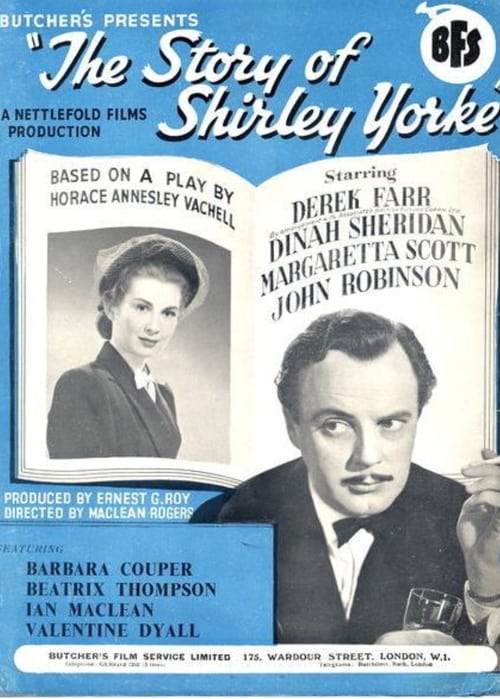 BUTCHER'S PRESENTS
BFS
"The Story of
Shirley Yorke"
A NETTLEFOLD FILMS
PRODUCTION
BASED ON A PLAY BY
HORACE ANNESLEY VACHELL
Starring
DEREK FARR
DINAH SHERIDAN
MARGARETTA SCOTT
JOHN ROBINSON
PRODUCED BY ERNEST G. ROY
DIRECTED BY MACLEAN ROGERS
FEATURING
BARBARA COUPER
BEATRIX THOMPSON
IAN MACLEAN
VALENTINE DYALL
BUTCHER'S FILM SERVICE LIMITED 175, WARDOUR STREET, LONDON, W.1.